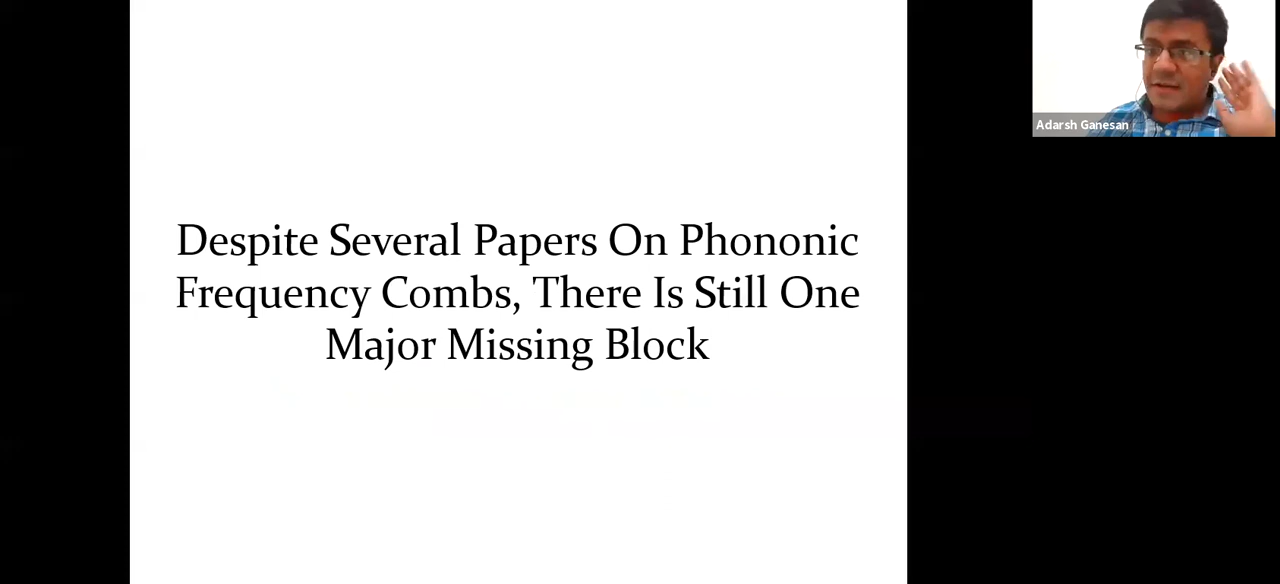 Despite Several Papers On Phononic
Frequency Combs, There Is Still One
Major Missing Block
Adarsh Ganesan